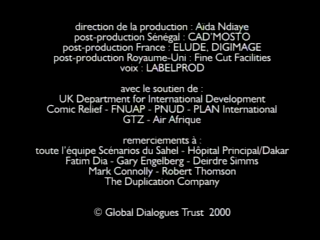 direction de la production : Aïda Ndiaye
post-production Sénégal : CAD'MOSTO
post-production France : ELUDE, DIGIMAGE
post-production Royaume-Uni : Fine Cut Facilities
voix : LABELPROD
avec le soutien de :
UK Department for International Development
Comic Relief - FNUAP - PNUD - PLAN International
GTZ - Air Afrique
remerciements à :
toute l'équipe Scénarios du Sahel - Hôpital Principal/Dakar
Fatim Dia - Gary Engelberg - Deirdre Simms
Mark Connolly - Robert Thomson
The Duplication Company
© Global Dialogues Trust 2000